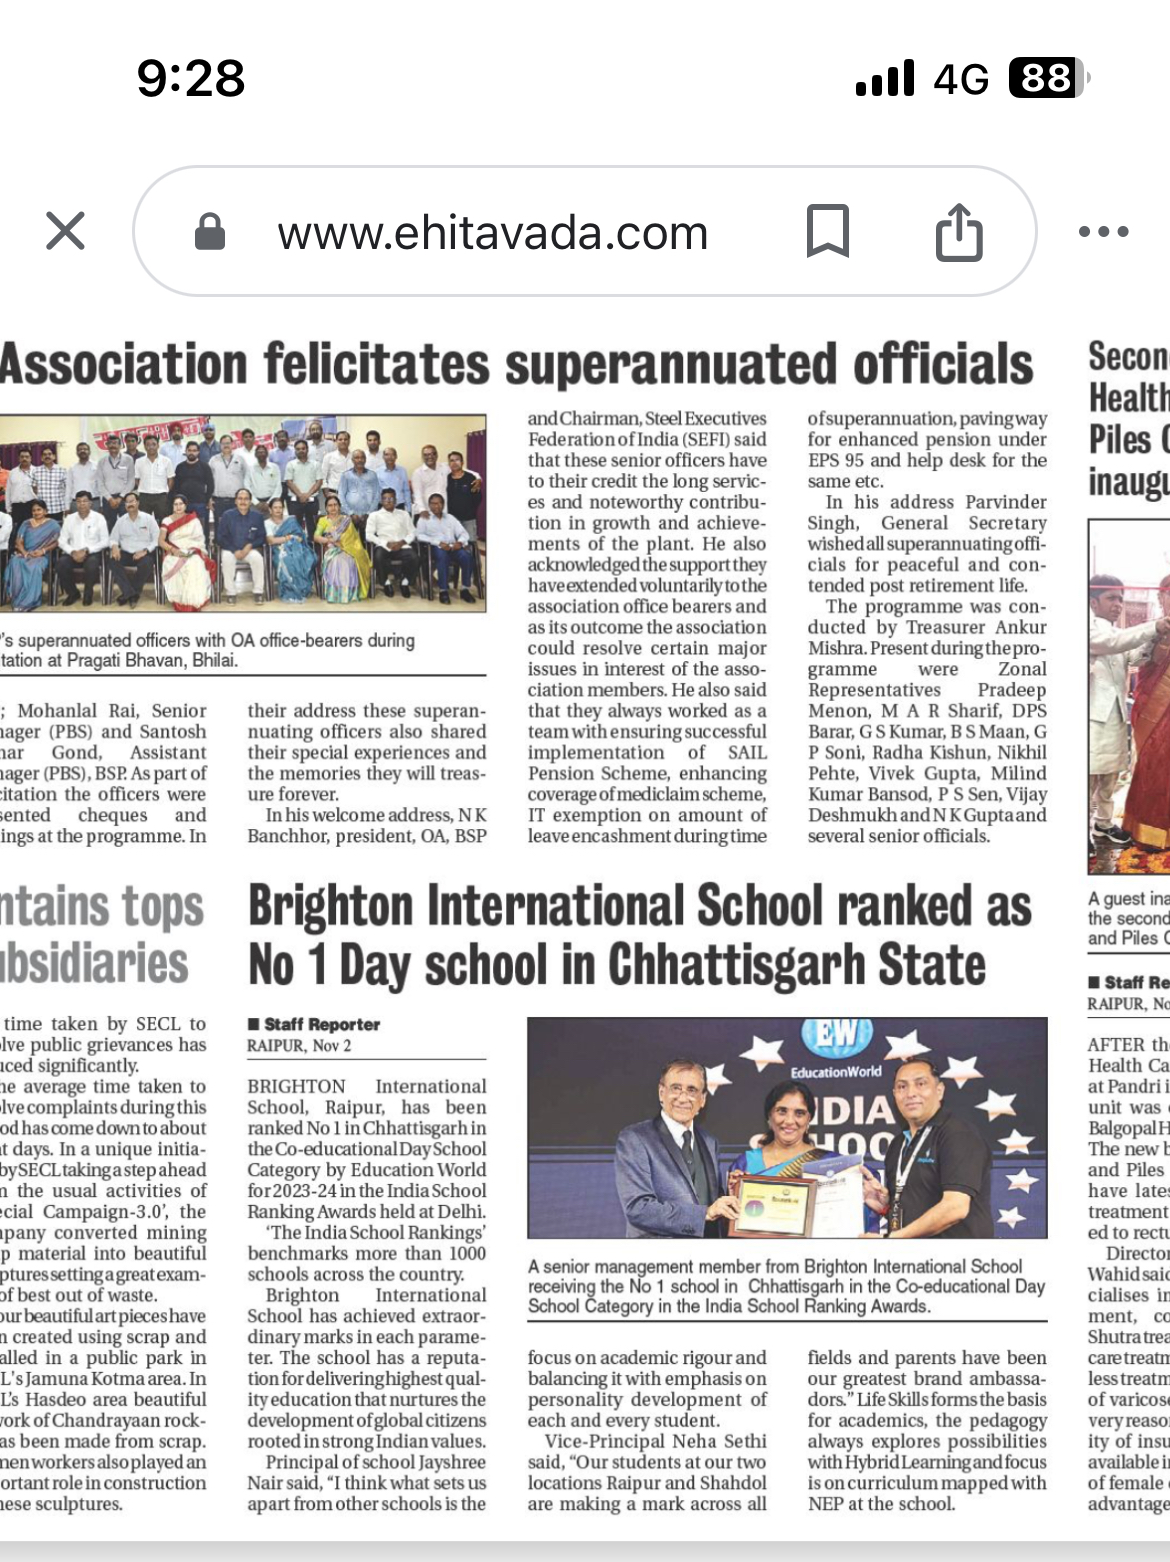 9:28
4G 88
www.ehitavada.com
Association felicitates superannuated officials
's superannuated officers with OA office-bearers during
tation at Pragati Bhavan, Bhilai.
; Mohanlal Rai, Senior
nager (PBS) and Santosh
mar Gond, Assistant
nager (PBS), BSP. As part of
citation the officers were
sented cheques and
ings at the programme. In
their address these superan-
nuating officers also shared
their special experiences and
the memories they will treas-
ure forever.
In his welcome address, N K
Banchhor, president, OA, BSP
and Chairman, Steel Executives
Federation of India (SEFI) said
that these senior officers have
to their credit the long servic-
es and noteworthy contribu-
tion in growth and achieve-
ments of the plant. He also
acknowledged the support they
have extended voluntarily to the
association office bearers and
as its outcome the association
could resolve certain major
issues in interest of the asso-
ciation members. He also said
that they always worked as a
team with ensuring successful
implementation of SAIL
Pension Scheme, enhancing
coverage of mediclaim scheme,
IT exemption on amount of
leave encashment during time
of superannuation, paving way
for enhanced pension under
EPS 95 and help desk for the
same etc.
In his address Parvinder
Singh, General Secretary
wished all superannuating offi-
cials for peaceful and con-
tended post retirement life.
The programme was con-
ducted by Treasurer Ankur
Mishra. Present during the pro-
gramme were Zonal
Representatives Pradeep
Menon, M A R Sharif, DPS
Barar, G S Kumar, B S Maan, G
P Soni, Radha Kishun, Nikhil
Pehte, Vivek Gupta, Milind
Kumar Bansod, P S Sen, Vijay
Deshmukh and N K Gupta and
several senior officials.
Secon
Health
Piles C
inaugu
A guest ina
the second
and Piles C
■ Staff Re
RAIPUR, No
AFTER the
Health Ca
at Pandri i
unit was
Balgopal H
The new b
and Piles
have lates
treatment
ed to rectu
Director
Wahid said
cialises in
ment, co
Shutra trea
care treatm
less treatm
of varicose
very reason
ity of insu
available in
of female
advantage
ntains tops
ubsidiaries
time taken by SECL to
olve public grievances has
uced significantly.
he average time taken to
olve complaints during this
od has come down to about
nt days. In a unique initia-
by SECL taking a step ahead
m the usual activities of
ecial Campaign-3.0', the
mpany converted mining
p material into beautiful
ptures setting a great exam-
of best out of waste.
our beautiful art pieces have
n created using scrap and
alled in a public park in
L's Jamuna Kotma area. In
L's Hasdeo area beautiful
work of Chandrayaan rock-
as been made from scrap.
men workers also played an
ortant role in construction
hese sculptures.
Brighton International School ranked as
No 1 Day school in Chhattisgarh State
■ Staff Reporter
RAIPUR, Nov 2
BRIGHTON International
School, Raipur, has been
ranked No 1 in Chhattisgarh in
the Co-educational Day School
Category by Education World
for 2023-24 in the India School
Ranking Awards held at Delhi.
'The India School Rankings'
benchmarks more than 1000
schools across the country.
Brighton International
School has achieved extraor-
dinary marks in each parame-
ter. The school has a reputa-
tion for delivering highest qual-
ity education that nurtures the
development of global citizens
rooted in strong Indian values.
Principal of school Jayshree
Nair said, "I think what sets us
apart from other schools is the
EW
EducationWorld
NDIA
A senior management member from Brighton International School
receiving the No 1 school in Chhattisgarh in the Co-educational Day
School Category in the India School Ranking Awards.
focus on academic rigour and
balancing it with emphasis on
personality development of
each and every student.
Vice-Principal Neha Sethi
said, "Our students at our two
locations Raipur and Shahdol
are making a mark across all
fields and parents have been
our greatest brand ambassa-
dors." Life Skills forms the basis
for academics, the pedagogy
always explores possibilities
with Hybrid Learning and focus
is on curriculum mapped with
NEP at the school.